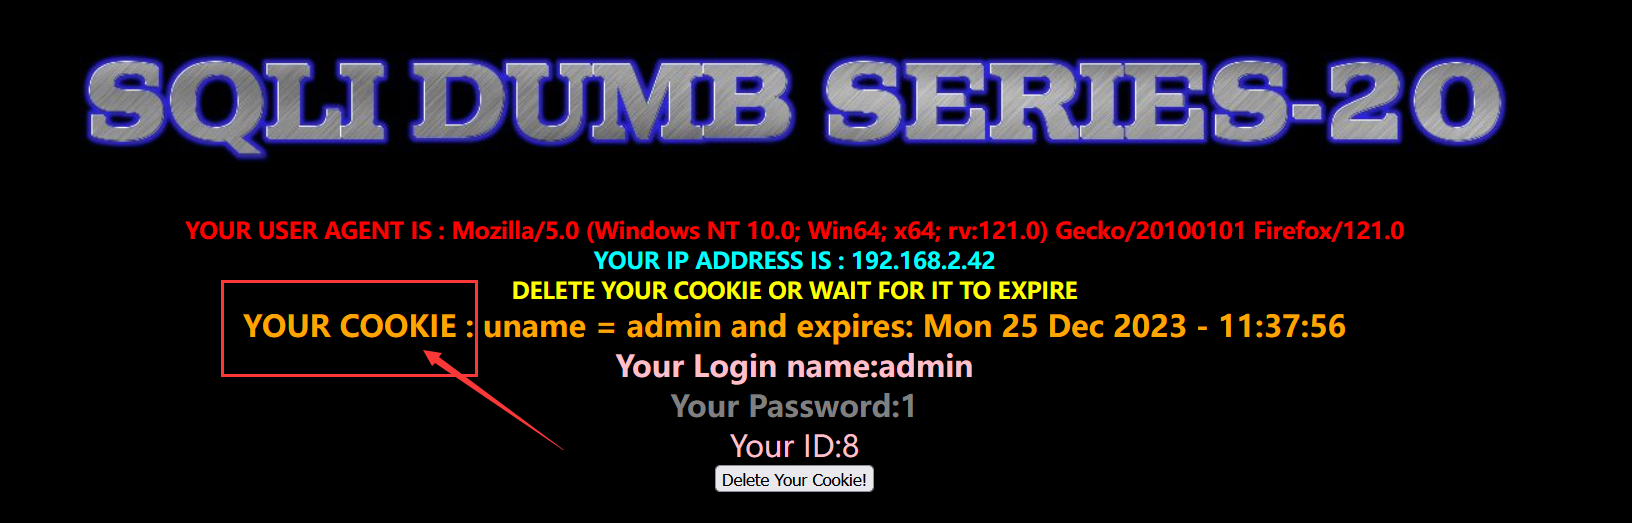 SQLI DUMB SERIES-20
YOUR USER AGENT IS : Mozilla/5.0 (Windows NT 10.0; Win64; x64; rv:121.0) Gecko/20100101 Firefox/121.0
YOUR IP ADDRESS IS : 192.168.2.42
DELETE YOUR COOKIE OR WAIT FOR IT TO EXPIRE
YOUR COOKIE : uname = admin and expires: Mon 25 Dec 2023 - 11:37:56
Your Login name:admin
Your Password:1
Your ID:8
Delete Your Cookie!